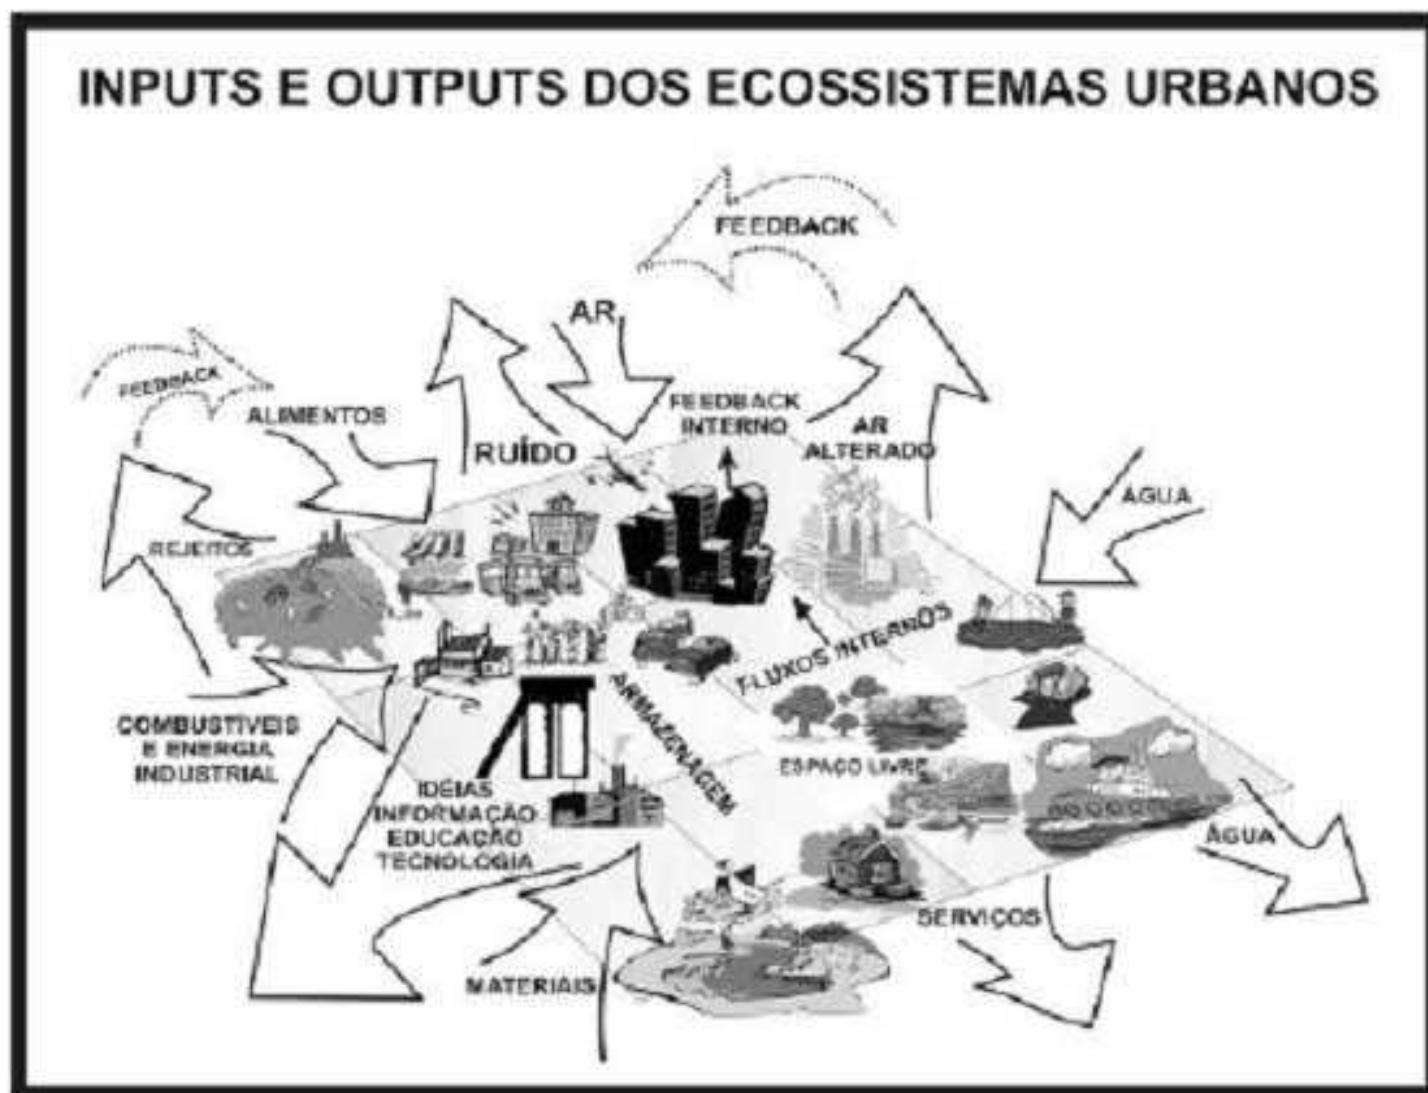 INPUTS E OUTPUTS DOS ECOSSISTEMAS URBANOS
FEEDBACK
AR
FEEDBACK
ALIMENTOS
FEEDBACK
INTERNO
RUÍDO
AR
ALTERADO
ÁGUA
REJEITOS
FLUXOS INTERNOS
COMBUSTÍVEIS
E ENERGIA
INDUSTRIAL
ARMAZENAGEM
ESPAÇO LIVRE
IDÉIAS
INFORMAÇÃO
EDUCAÇÃO
TECNOLOGIA
ÁGUA
SERVIÇOS
MATERIAIS